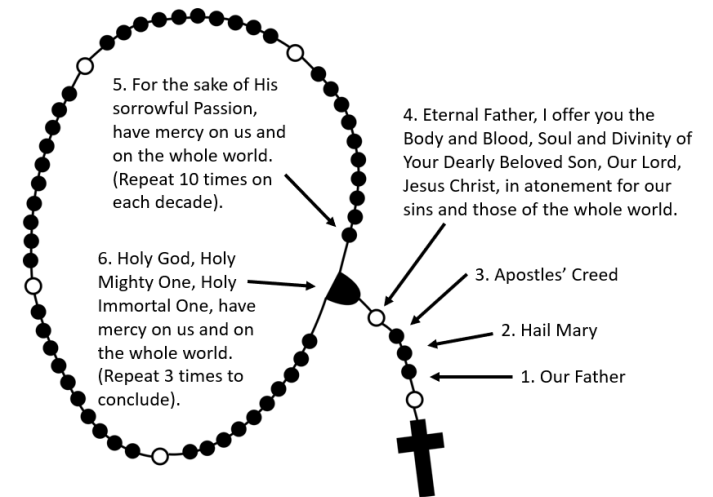 5. For the sake of His
sorrowful Passion,
have mercy on us and
on the whole world.
(Repeat 10 times on
each decade).
4. Eternal Father, I offer you the
Body and Blood, Soul and Divinity of
Your Dearly Beloved Son, Our Lord,
Jesus Christ, in atonement for our
sins and those of the whole world.
6. Holy God, Holy
Mighty One, Holy
Immortal One, have
mercy on us and on
the whole world.
(Repeat 3 times to
conclude).
3. Apostles’ Creed
2. Hail Mary
1. Our Father